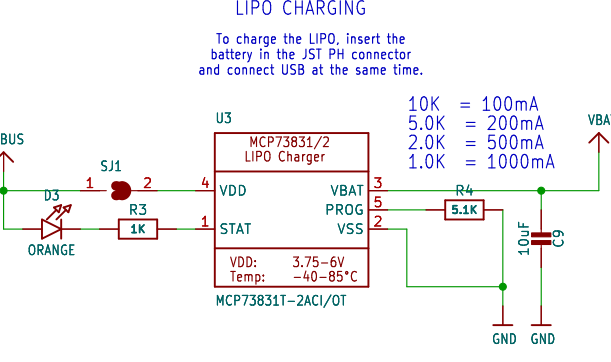 LIPO CHARGING
To charge the LIPO, insert the
battery in the JST PH connector
and connect USB at the same time.
10K = 100mA
5.0K = 200mA
2.0K = 500mA
1.0K = 1000mA
U3
MCP73831/2
LIPO Charger
BUS
VBA
SJ1
1
2
4
VDD
VBAT
3
D3
R3
1K
1
STAT
PROG
5
R4
5.1K
VSS
2
ORANGE
10uF
C9
VDD: 3.75-6V
Temp: -40-85°C
MCP73831T-2ACI/OT
GND
GND